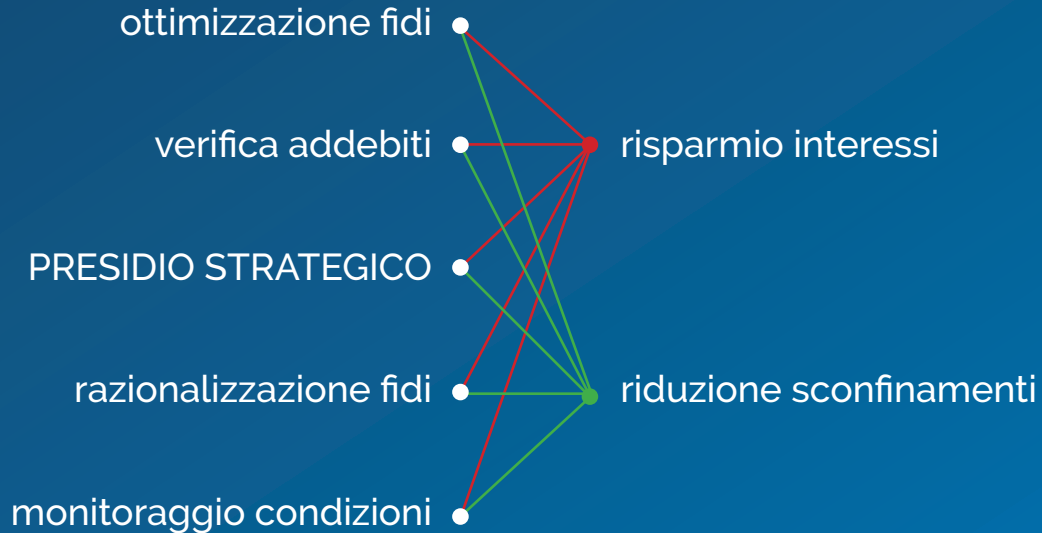 ottimizzazione fidi
verifica addebiti
risparmio interessi
PRESIDIO STRATEGICO
razionalizzazione fidi
riduzione sconfinamenti
monitoraggio condizioni